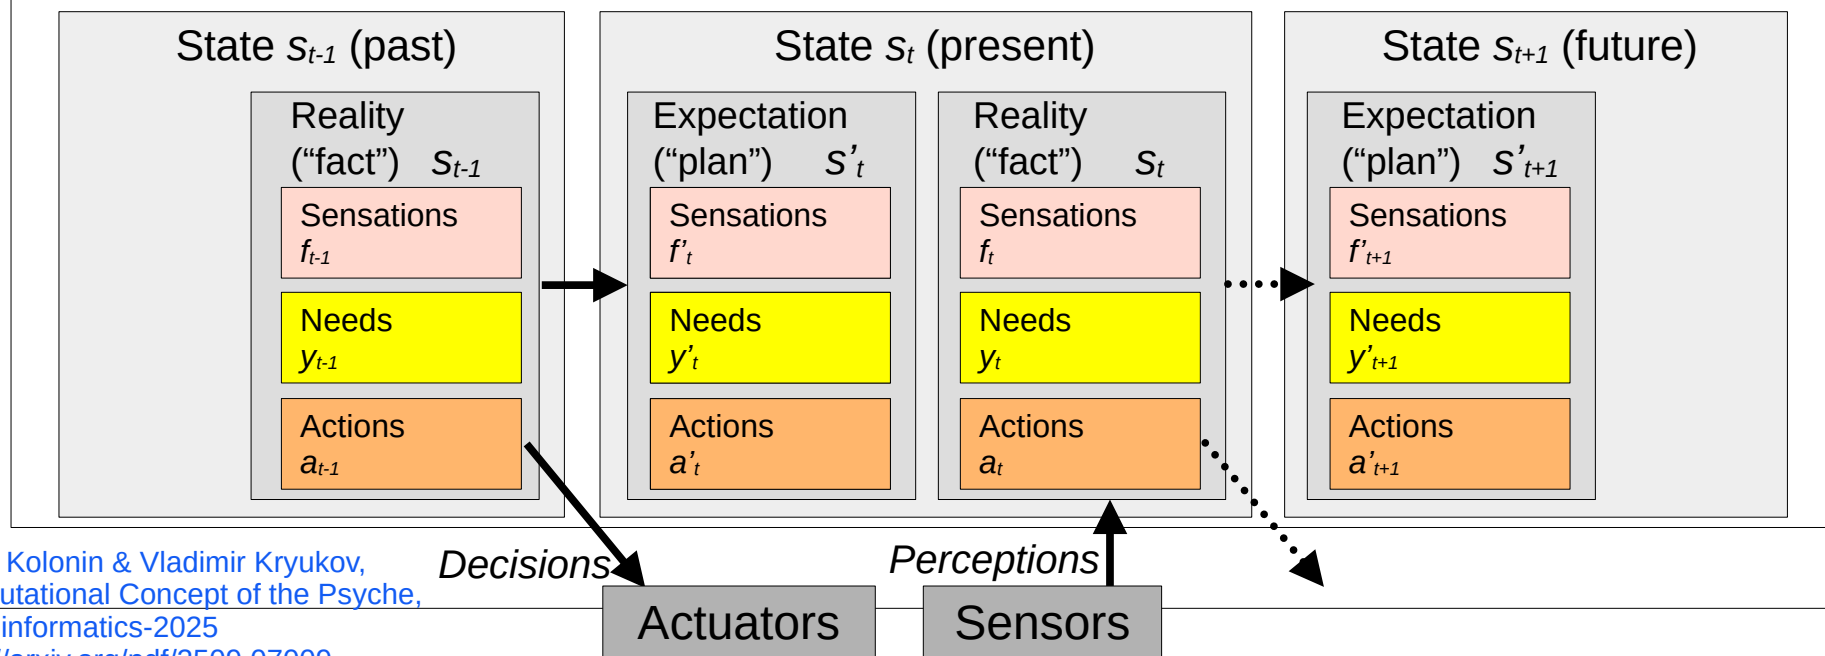 State st-1 (past)
Reality
(“fact”) st-1
Sensations
ft-1
Needs
yt-1
Actions
at-1
State st (present)
Expectation
(“plan”) s’t
Sensations
f’t
Needs
y’t
Actions
a’t
Reality
(“fact”) st
Sensations
ft
Needs
yt
Actions
at
State st+1 (future)
Expectation
(“plan”) s’t+1
Sensations
f’t+1
Needs
y’t+1
Actions
a’t+1
Decisions
Perceptions
Kolonin & Vladimir Kryukov,
utational Concept of the Psyche,
informatics-2025
Actuators
Sensors